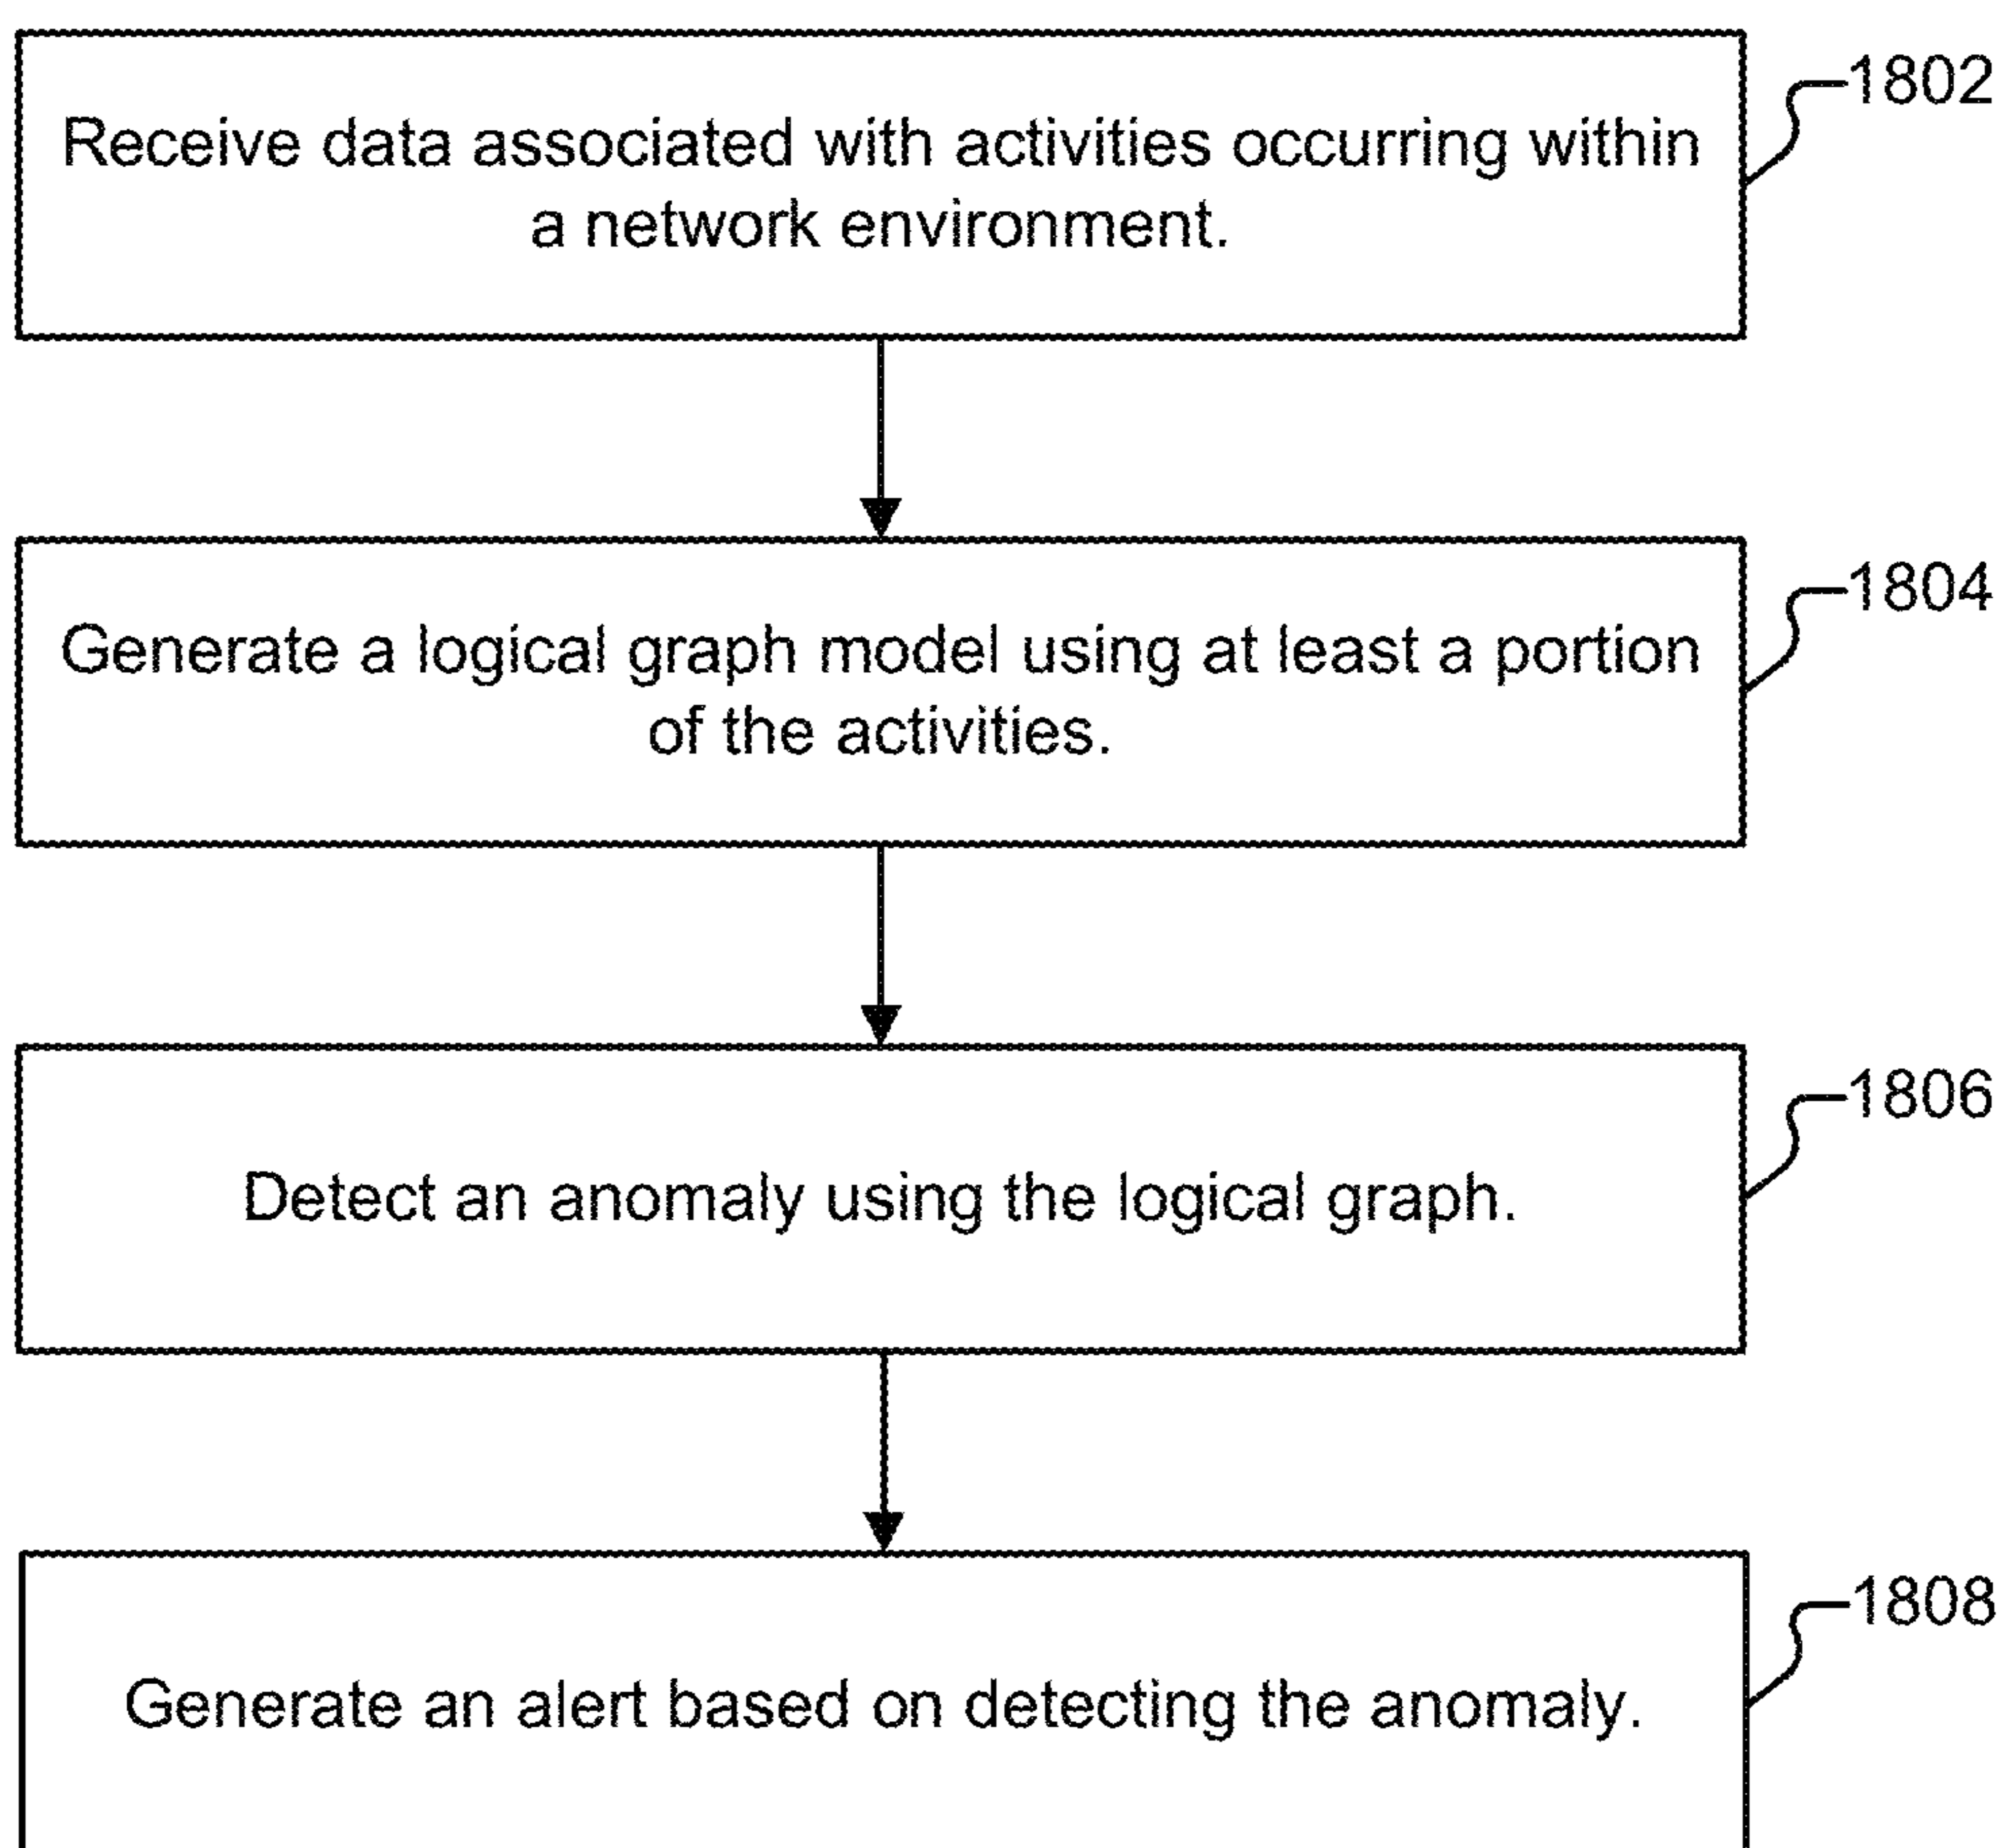 1802
Receive data associated with activities occurring within
a network environment.
1804
Generate a logical graph model using at least a portion
of the activities.
1806
Detect an anomaly using the logical graph.
1808
Generate an alert based on detecting the anomaly.